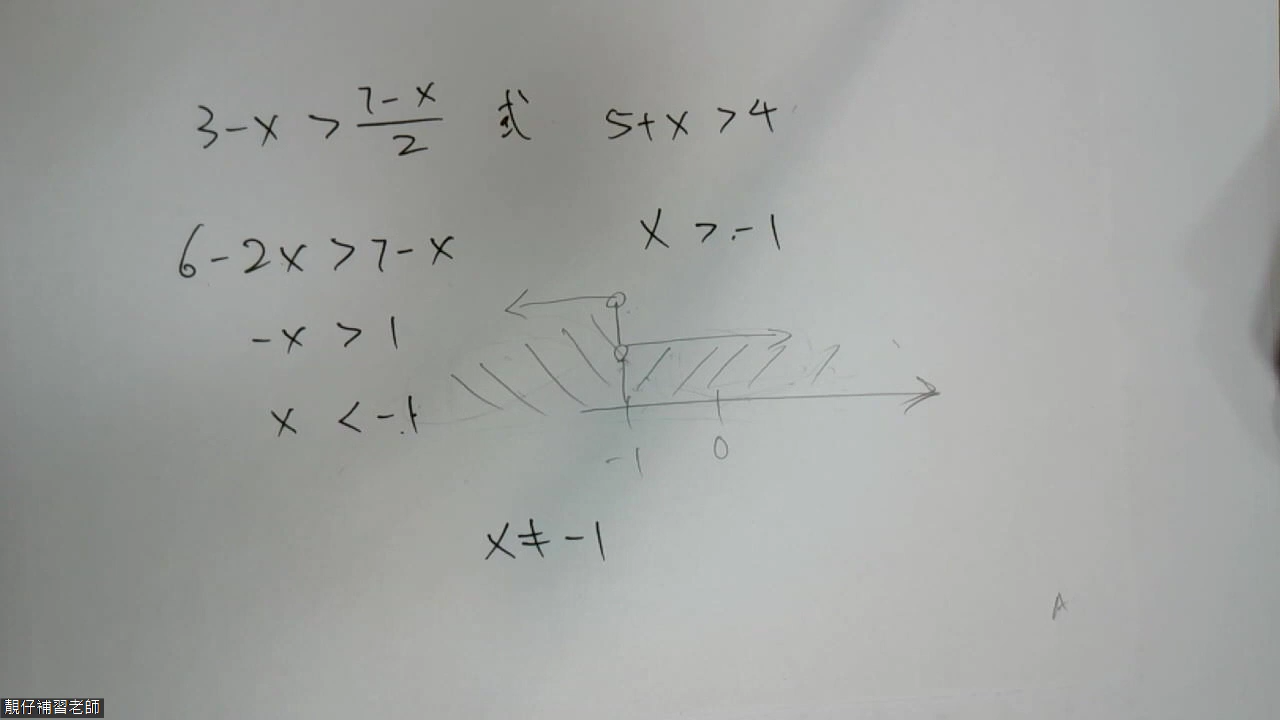 3-x > \frac{7-x}{2} 或 5+x > 4
6-2x > 7-x
x > -1
-x > 1
x < -1
-1 0
x ≠ -1
A
靚仔補習老師